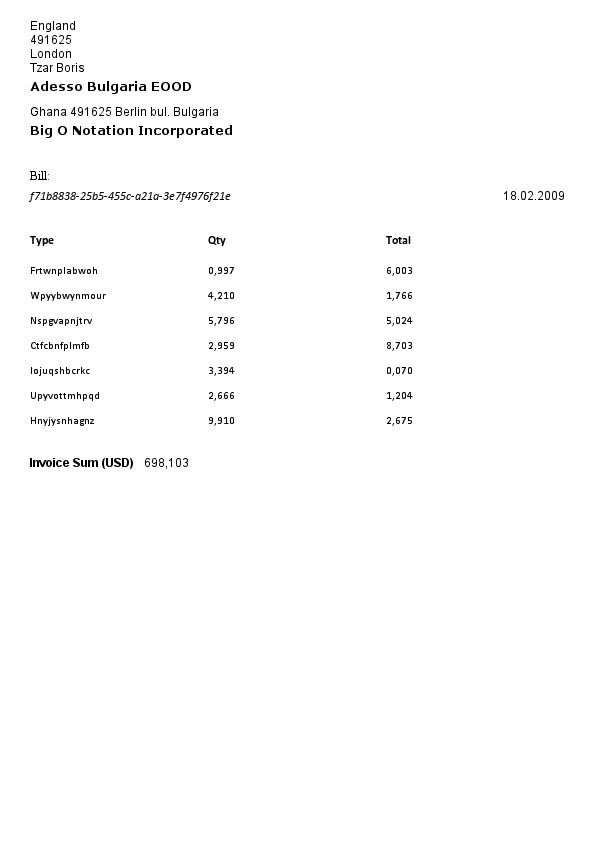 England
491625
London
Tzar Boris
Adesso Bulgaria EOOD
Ghana 491625 Berlin bul. Bulgaria
Big O Notation Incorporated
Bill:
f71b8838-25b5-455c-a21a-3e7f4976f21e 18.02.2009
Type Qty Total
Frtwnplabwoh 0,997 6,003
Wpyybwynmour 4,210 1,766
Nspgvapnjtrv 5,796 5,024
Ctfcbnfplmfb 2,959 8,703
Iojuqshbcrkc 3,394 0,070
Upyvottmhpqd 2,666 1,204
Hnyjysnhagnz 9,910 2,675
Invoice Sum (USD) 698,103